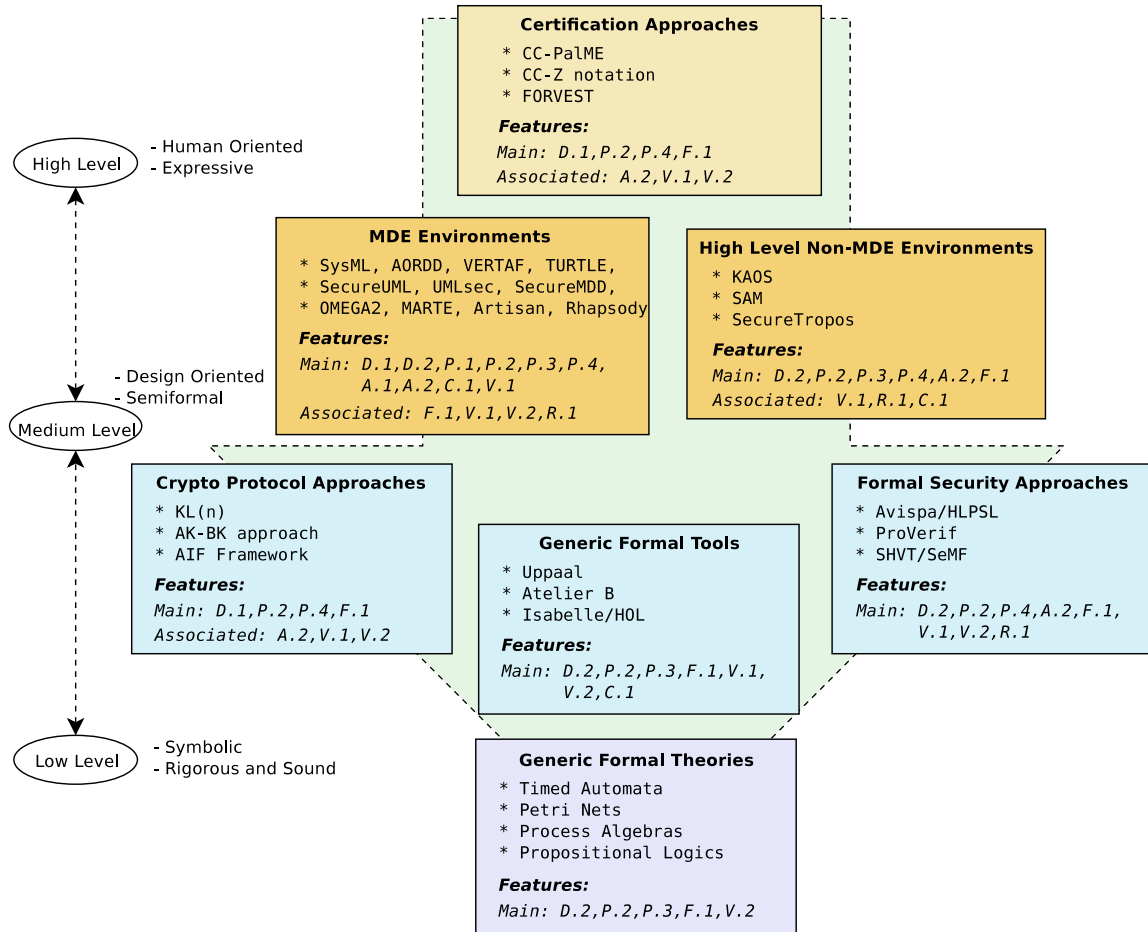 Certification Approaches
* CC-PalME
* CC-Z notation
* FORVEST
Features:
Main: D.1,P.2,P.4,F.1
Associated: A.2,V.1,V.2
High Level
- Human Oriented
- Expressive
MDE Environments
* SysML, AORDD, VERTAF, TURTLE,
* SecureUML, UMLsec, SecureMDD,
* OMEGA2, MARTE, Artisan, Rhapsody
Features:
Main: D.1,D.2,P.1,P.2,P.3,P.4,
A.1,A.2,C.1,V.1
Associated: F.1,V.1,V.2,R.1
High Level Non-MDE Environments
* KAOS
* SAM
* SecureTropos
Features:
Main: D.2,P.2,P.3,P.4,A.2,F.1
Associated: V.1,R.1,C.1
- Design Oriented
- Semiformal
Medium Level
Crypto Protocol Approaches
* KL(n)
* AK-BK approach
* AIF Framework
Features:
Main: D.1,P.2,P.4,F.1
Associated: A.2,V.1,V.2
Generic Formal Tools
* Uppaal
* Atelier B
* Isabelle/HOL
Features:
Main: D.2,P.2,P.3,F.1,V.1,
V.2,C.1
Formal Security Approaches
* Avispa/HLPSL
* ProVerif
* SHVT/SeMF
Features:
Main: D.2,P.2,P.4,A.2,F.1,
V.1,V.2,R.1
Low Level
- Symbolic
- Rigorous and Sound
Generic Formal Theories
* Timed Automata
* Petri Nets
* Process Algebras
* Propositional Logics
Features:
Main: D.2,P.2,P.3,F.1,V.2